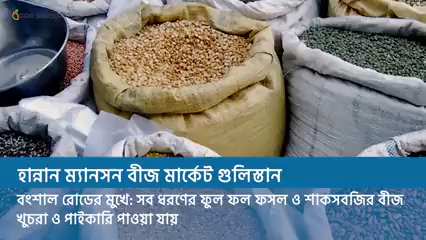 হান্নান ম্যানসন বীজ মার্কেট গুলিস্তান
বংশাল রোডের মুখে: সব ধরণের ফুল ফল ফসল ও শাকসবজির বীজ
খুচরা ও পাইকারি পাওয়া যায়